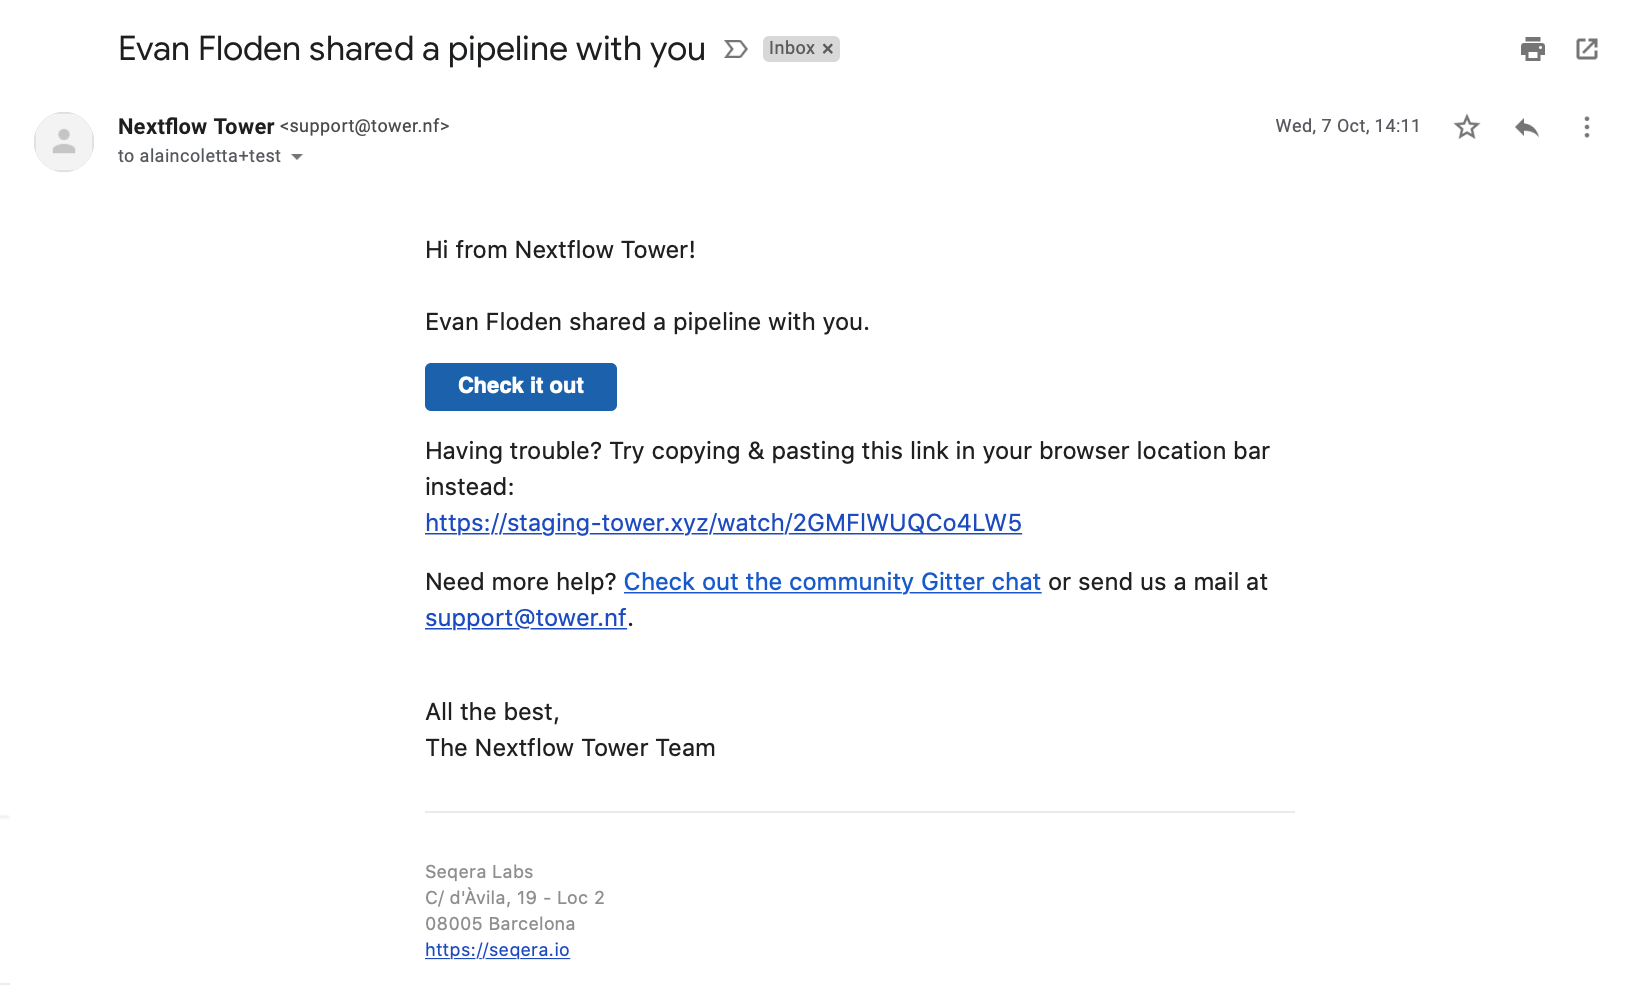 Evan Floden shared a pipeline with you Inbox ×
Nextflow Tower <support@tower.nf> Wed, 7 Oct, 14:11
to alaincoletta+test
Hi from Nextflow Tower!
Evan Floden shared a pipeline with you.
Check it out
Having trouble? Try copying & pasting this link in your browser location bar
instead:
https://staging-tower.xyz/watch/2GMFlWUQCo4LW5
Need more help? Check out the community Gitter chat or send us a mail at
support@tower.nf.
All the best,
The Nextflow Tower Team
Seqera Labs
C/ d'Àvila, 19 - Loc 2
08005 Barcelona
https://seqera.io